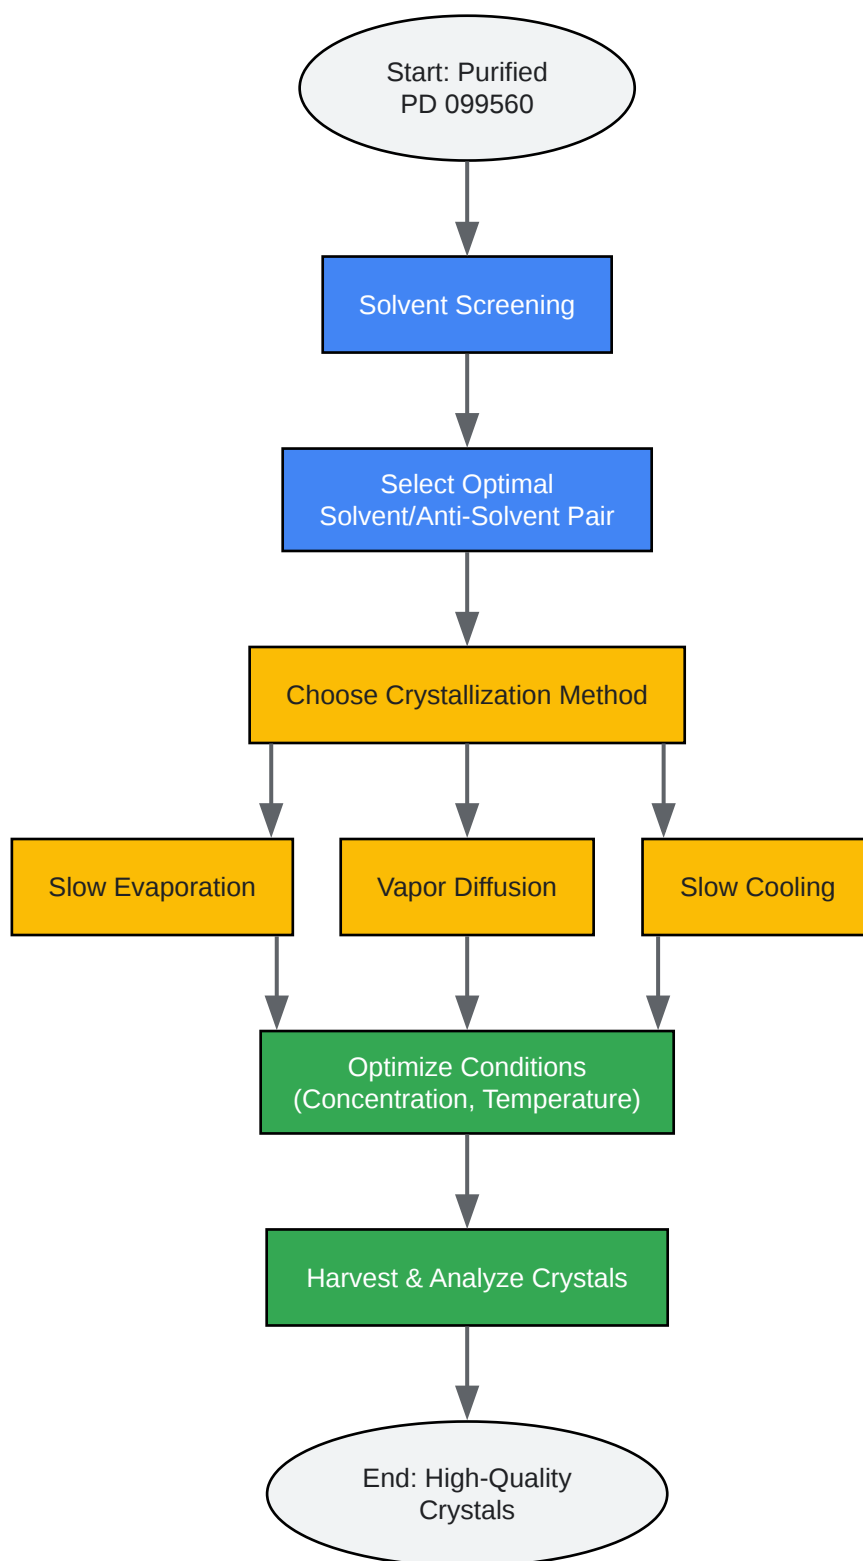 Start: Purified
PD 099560
Solvent Screening
Select Optimal
Solvent/Anti-Solvent Pair
Choose Crystallization Method
Slow Evaporation
Vapor Diffusion
Slow Cooling
Optimize Conditions
(Concentration, Temperature)
Harvest & Analyze Crystals
End: High-Quality
Crystals